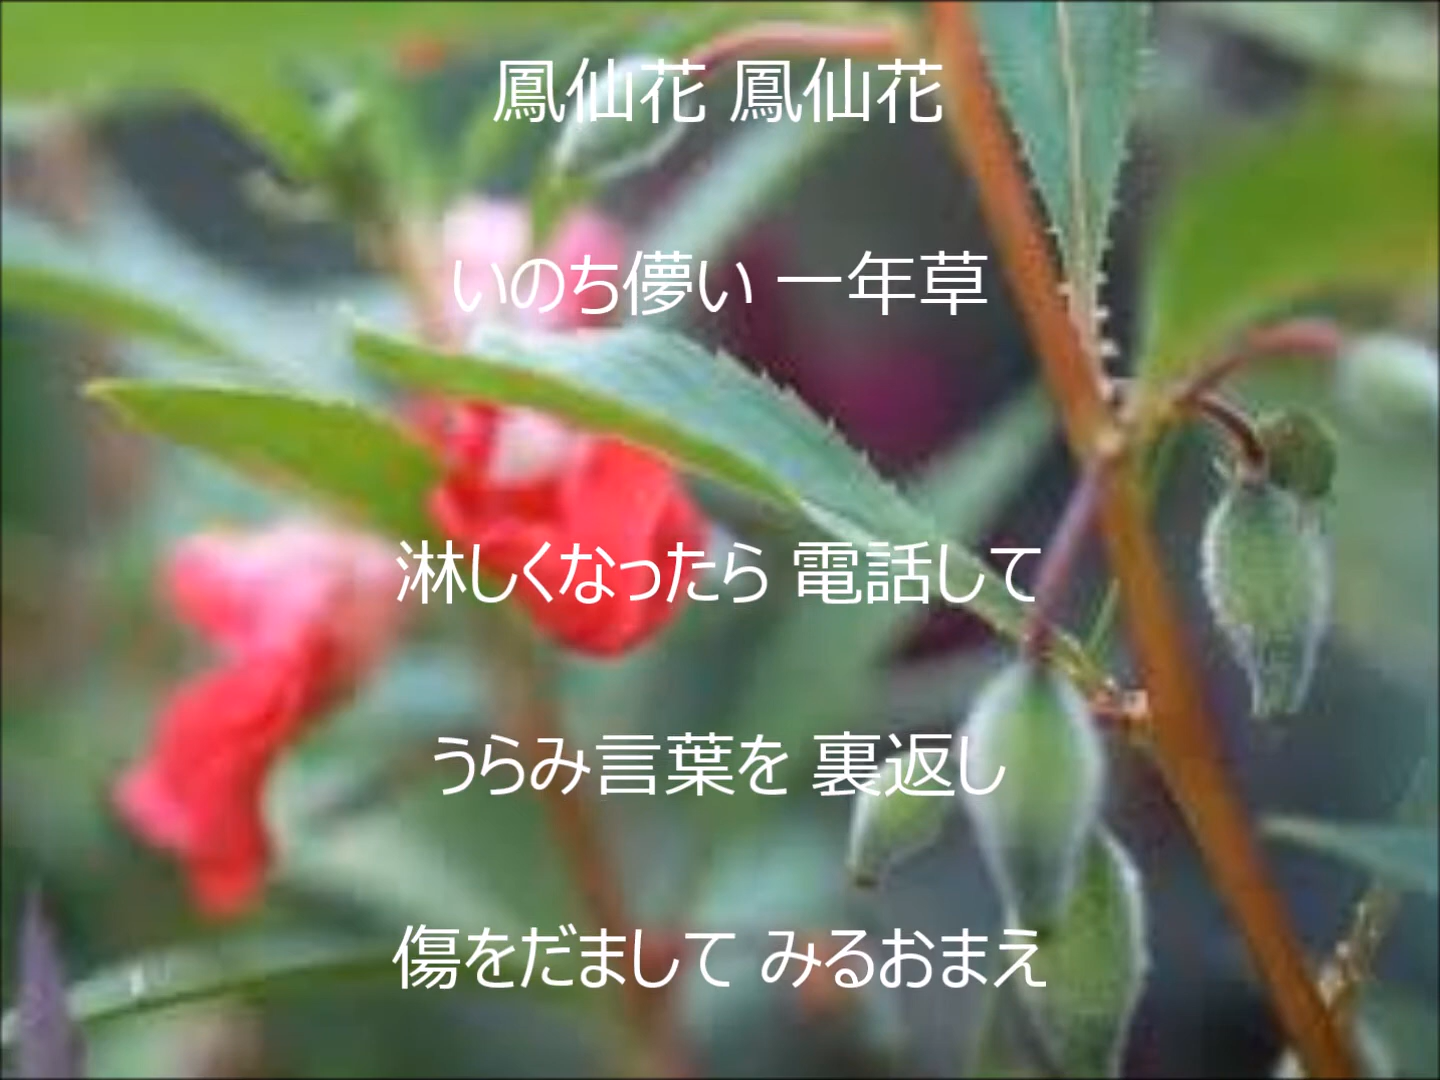 鳳仙花 鳳仙花
いのち儚い 一年草
淋しくなったら 電話して
うらみ言葉を 裏返し
傷をだまして みるおまえ